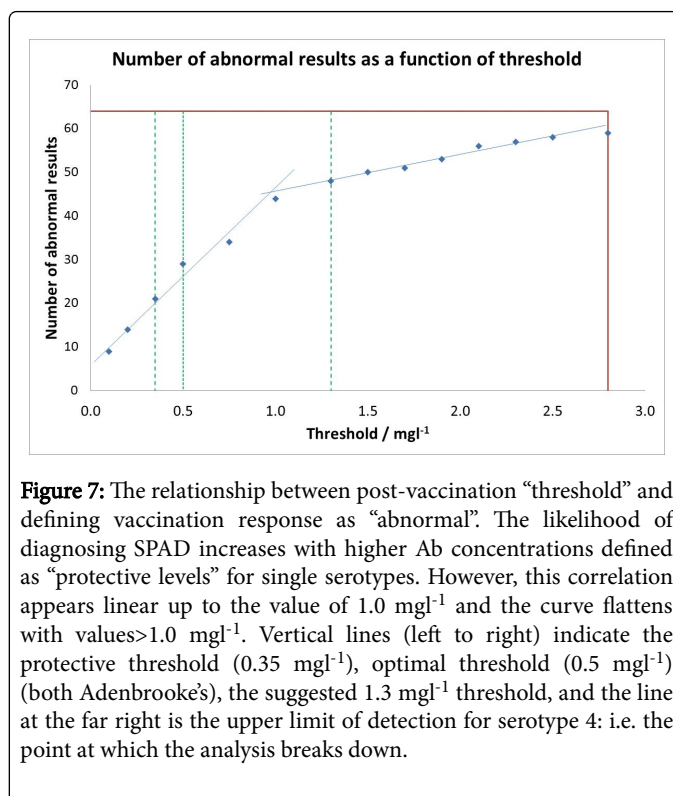 Number of abnormal results as a function of threshold
70
60
50
40
30
20
10
0
Number of abnormal results
0.0 0.5 1.0 1.5 2.0 2.5 3.0
Threshold / mgl⁻¹
Figure 7: The relationship between post-vaccination “threshold” and
defining vaccination response as “abnormal”. The likelihood of
diagnosing SPAD increases with higher Ab concentrations defined
as “protective levels” for single serotypes. However, this correlation
appears linear up to the value of 1.0 mgl⁻¹ and the curve flattens
with values>1.0 mgl⁻¹. Vertical lines (left to right) indicate the
protective threshold (0.35 mgl⁻¹), optimal threshold (0.5 mgl⁻¹)
(both Adenbrooke’s), the suggested 1.3 mgl⁻¹ threshold, and the line
at the far right is the upper limit of detection for serotype 4: i.e. the
point at which the analysis breaks down.